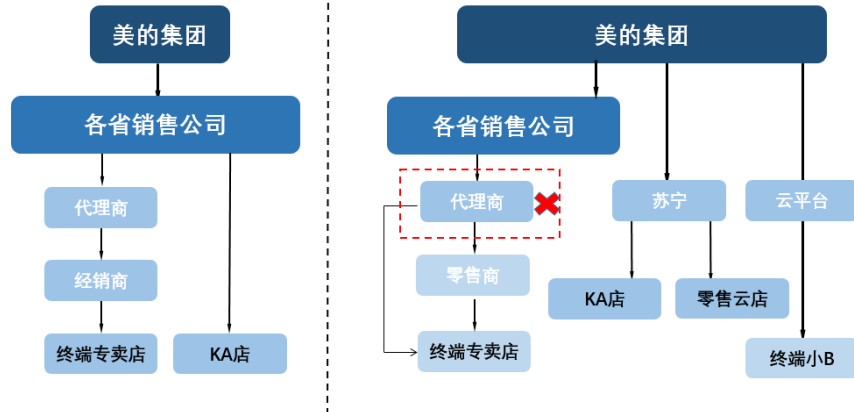 美的集团
各省销售公司
代理商
经销商
终端专卖店
KA店
美的集团
各省销售公司
代理商
苏宁
云平台
零售商
KA店
零售云店
终端专卖店
终端小B